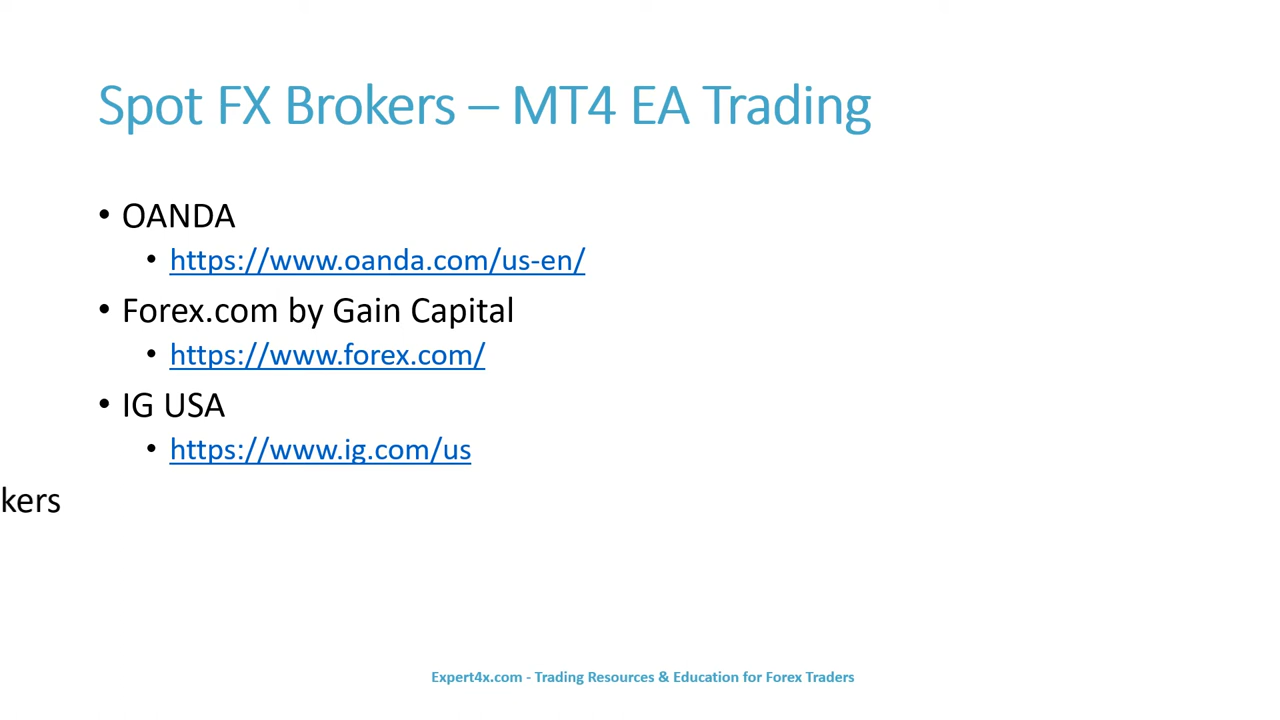 Spot FX Brokers – MT4 EA Trading
• OANDA
• https://www.oanda.com/us-en/
• Forex.com by Gain Capital
• https://www.forex.com/
• IG USA
• https://www.ig.com/us
kers
Expert4x.com - Trading Resources & Education for Forex Traders